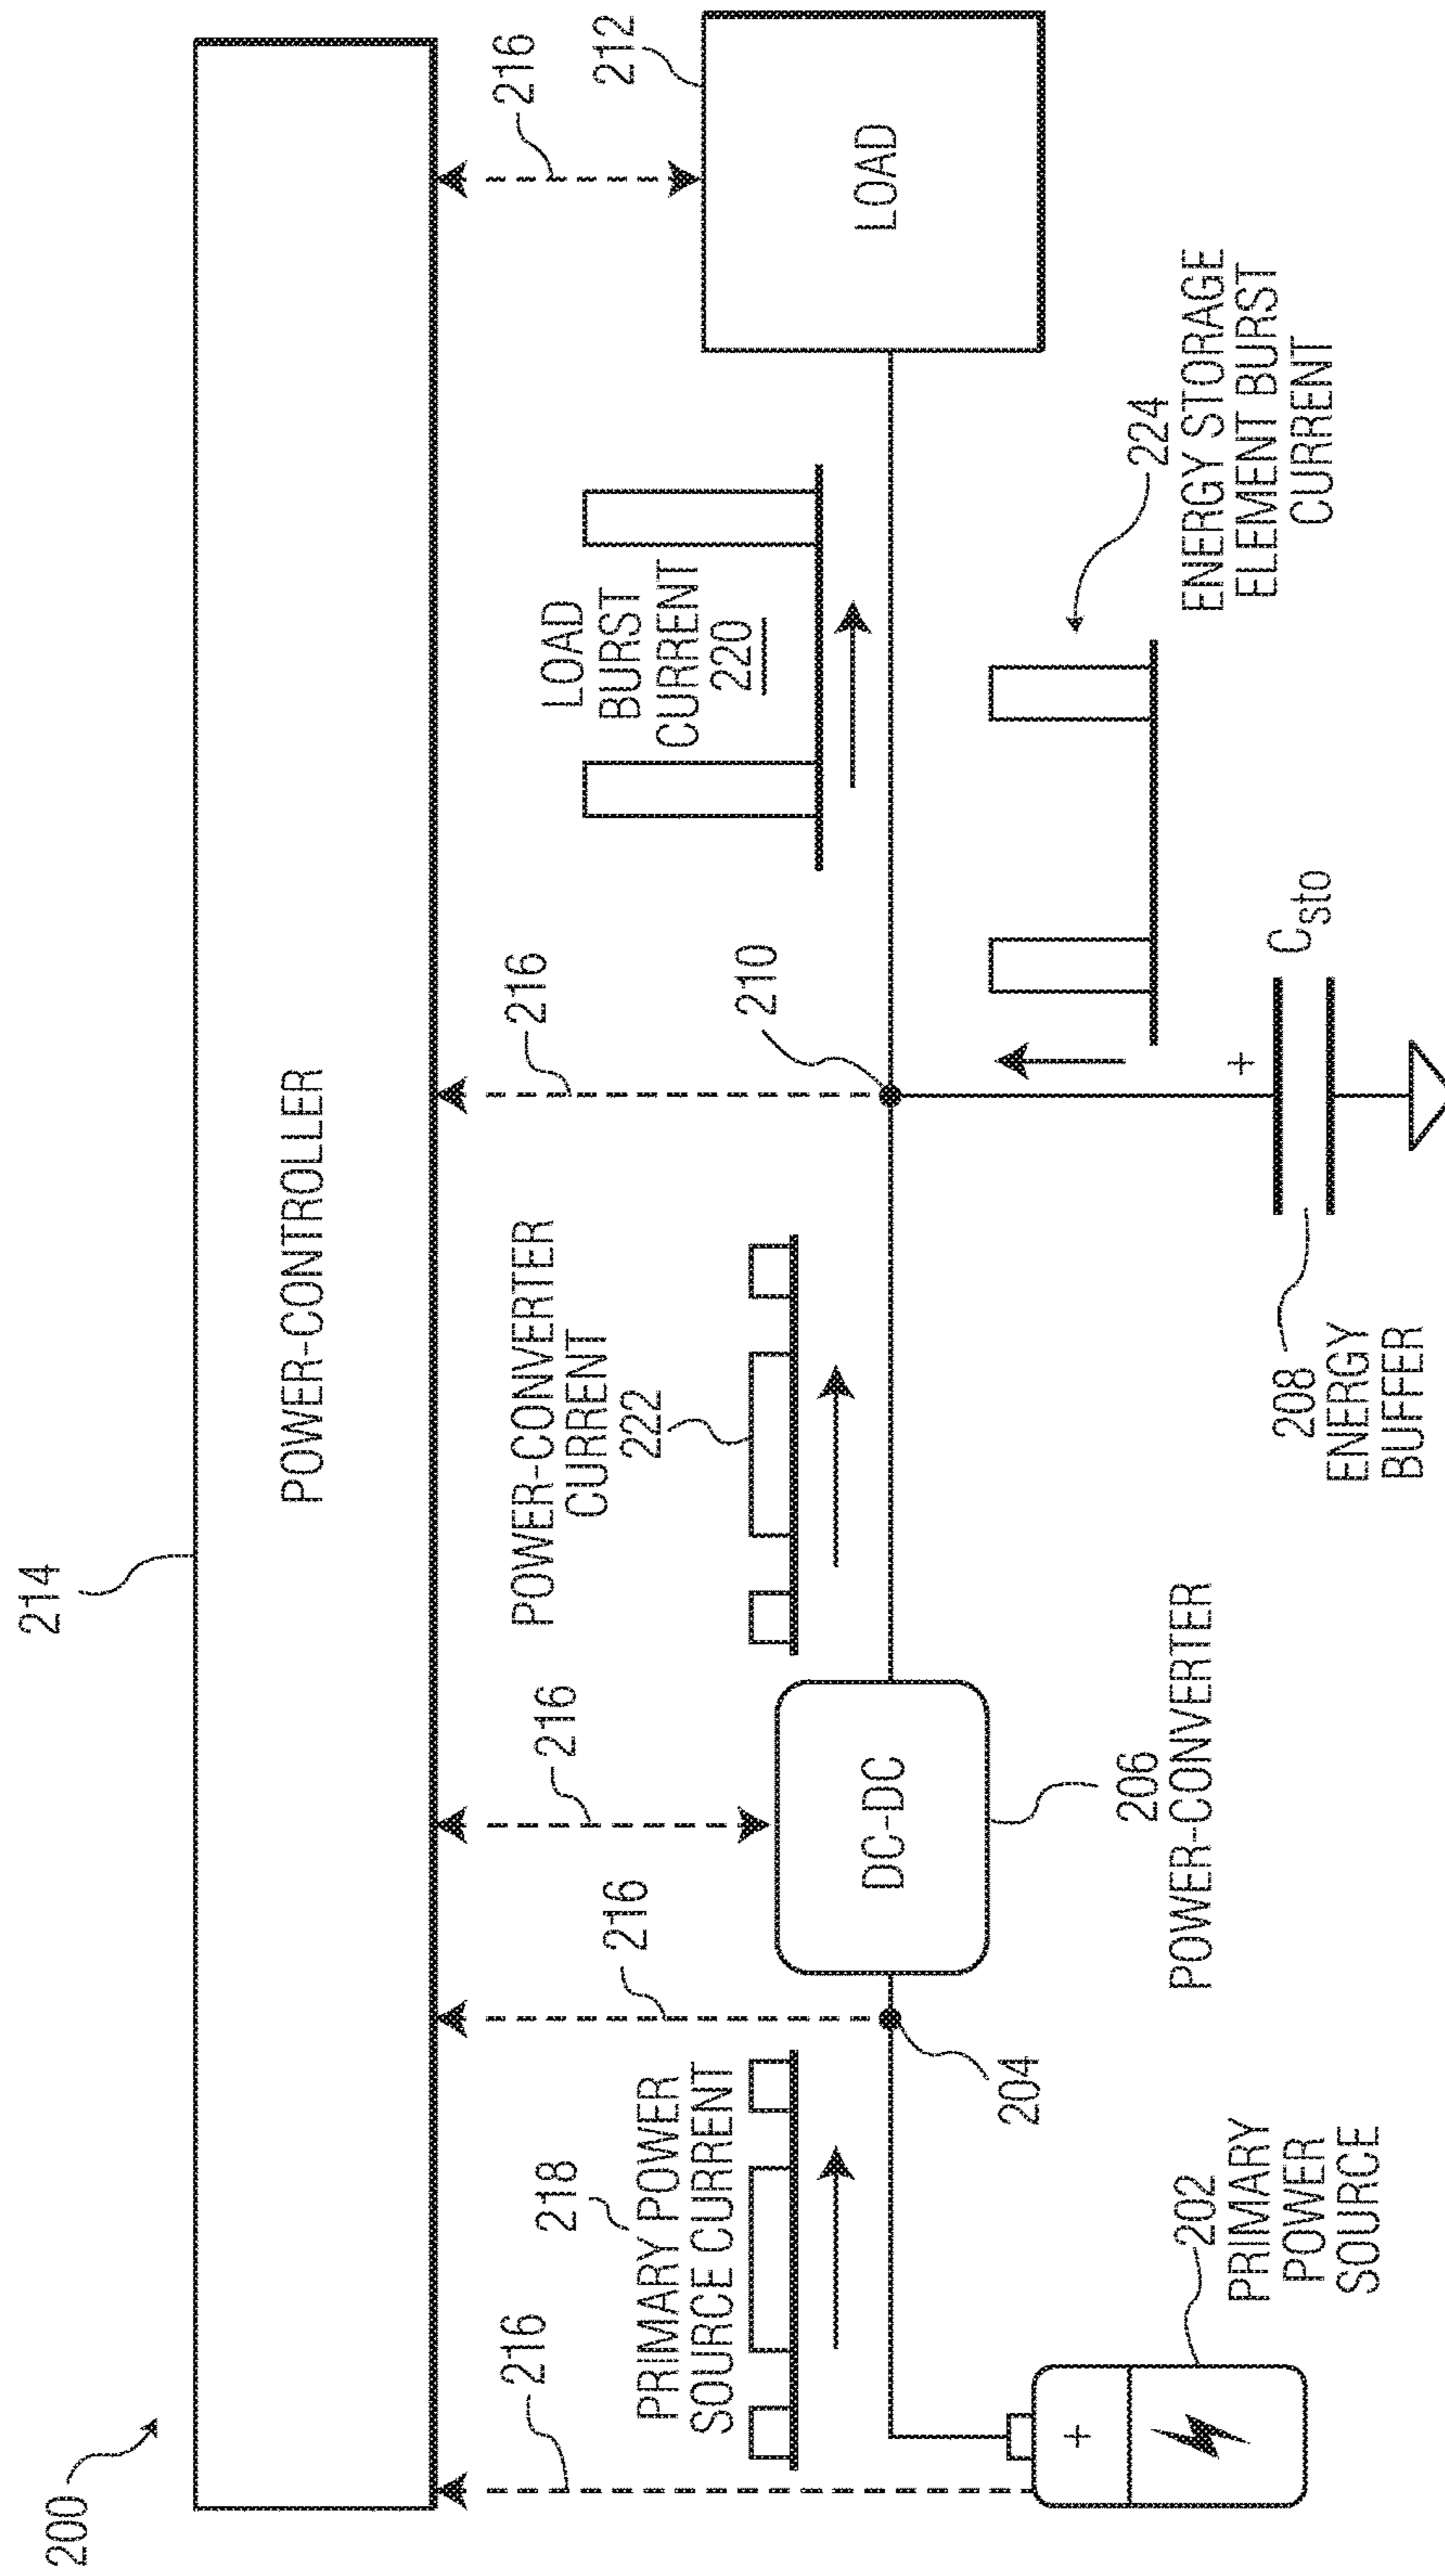 200
214
POWER-CONTROLLER
216
218
PRIMARY POWER
SOURCE CURRENT
216
216
POWER-CONVERTER
CURRENT
222
216
LOAD
BURST
CURRENT
220
216
212
204
DC-DC
210
LOAD
+
202
PRIMARY
POWER
SOURCE
206
POWER-CONVERTER
208
ENERGY
BUFFER
+
Csto
224
ENERGY STORAGE
ELEMENT BURST
CURRENT